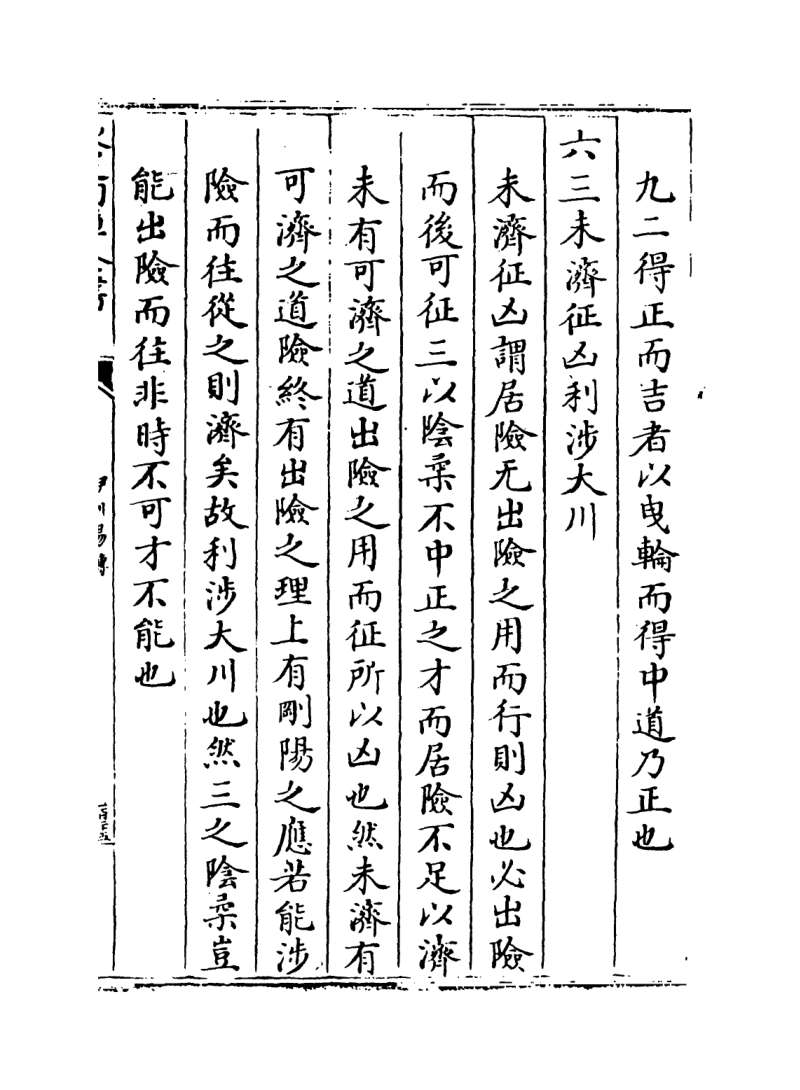 九二得正而吉者以曳輪而得中道乃正也
六三未濟征凶利涉大川
未濟征凶謂居險无出險之用而行則凶也必出險
而後可征三以陰柔不中正之才而居險不足以濟
未有可濟之道出險之用而征所以凶也然未濟有
可濟之道險終有出險之理上有剛陽之應若能涉
險而往從之則濟矣故利涉大川也然三之陰柔豈
能出險而往非時不可才不能也
伊川易傳